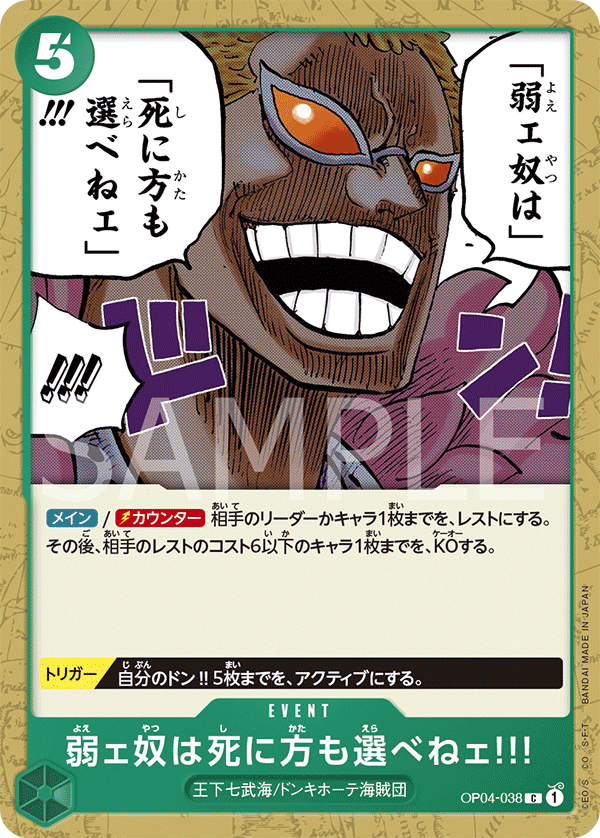 5
「弱ェ奴は」
「死に方も
選べねェ」
!!!
ドン
!!!!
SAMPLE
メイン / カウンター 相手のリーダーかキャラ1枚までを、レストにする。
その後、相手のレストのコスト6以下のキャラ1枚までを、KOする。
トリガー 自分のドン!!5枚までを、アクティブにする。
EVENT
弱ェ奴は死に方も選べねェ!!!
王下七武海/ドンキホーテ海賊団
OP04-038 C 1
©E/S ©O S・F・T BANDAI MADE IN JAPAN